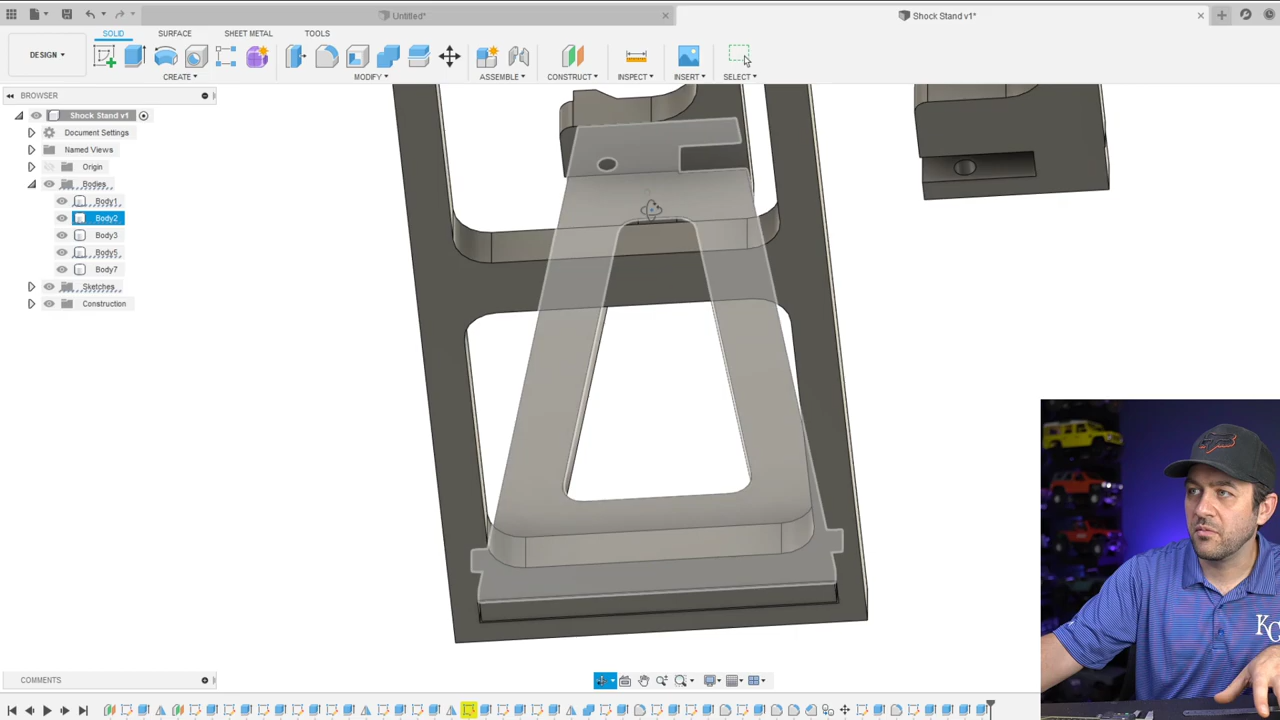 Untitled*
Shock Stand v1*
SOLID
SURFACE
SHEET METAL
TOOLS
DESIGN
CREATE
MODIFY
ASSEMBLE
CONSTRUCT
INSPECT
INSERT
SELECT
BROWSER
Shock Stand v1
Document Settings
Named Views
Origin
Bodies
Body1
Body2
Body3
Body5
Body7
Sketches
Construction
KC
COMMENTS